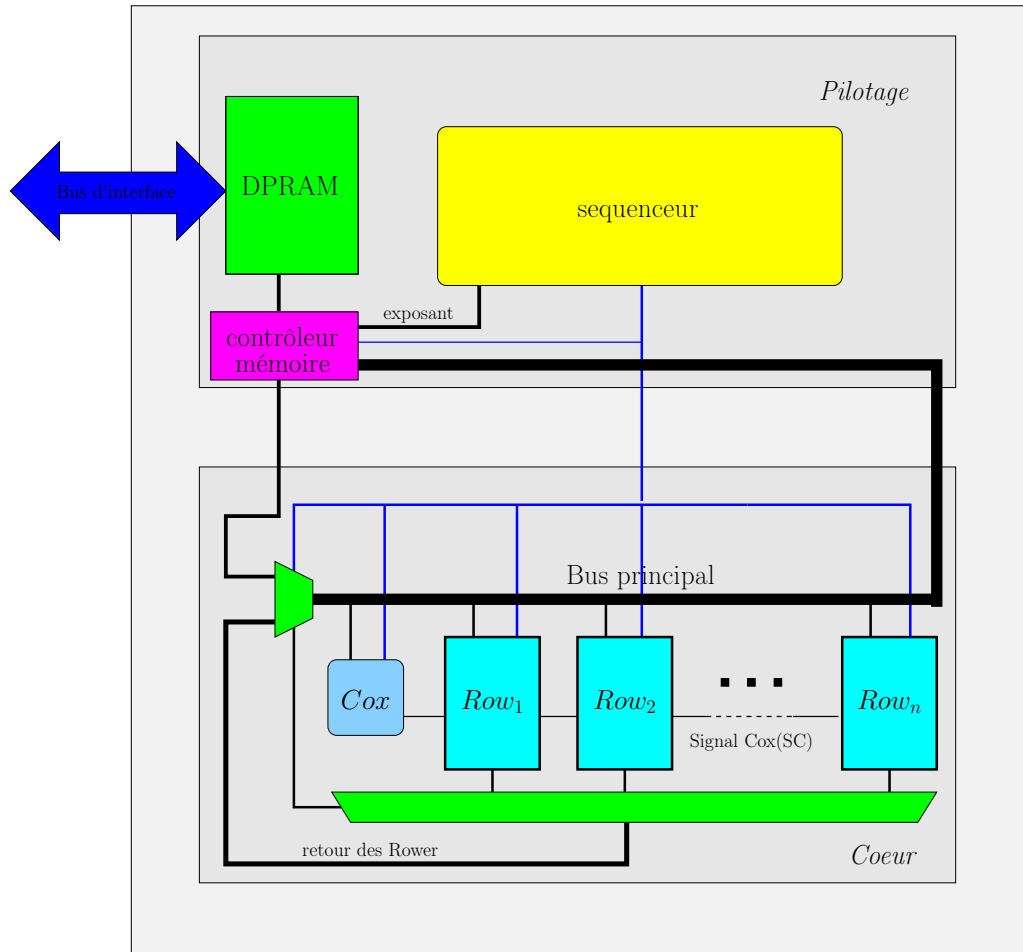 Pilotage
DPRAM
Bus d'interface
sequenceur
exposant
contrôleur
mémoire
Bus principal
Cox
Row₁
Row₂
Rowₙ
Signal Cox(SC)
retour des Rower
Coeur